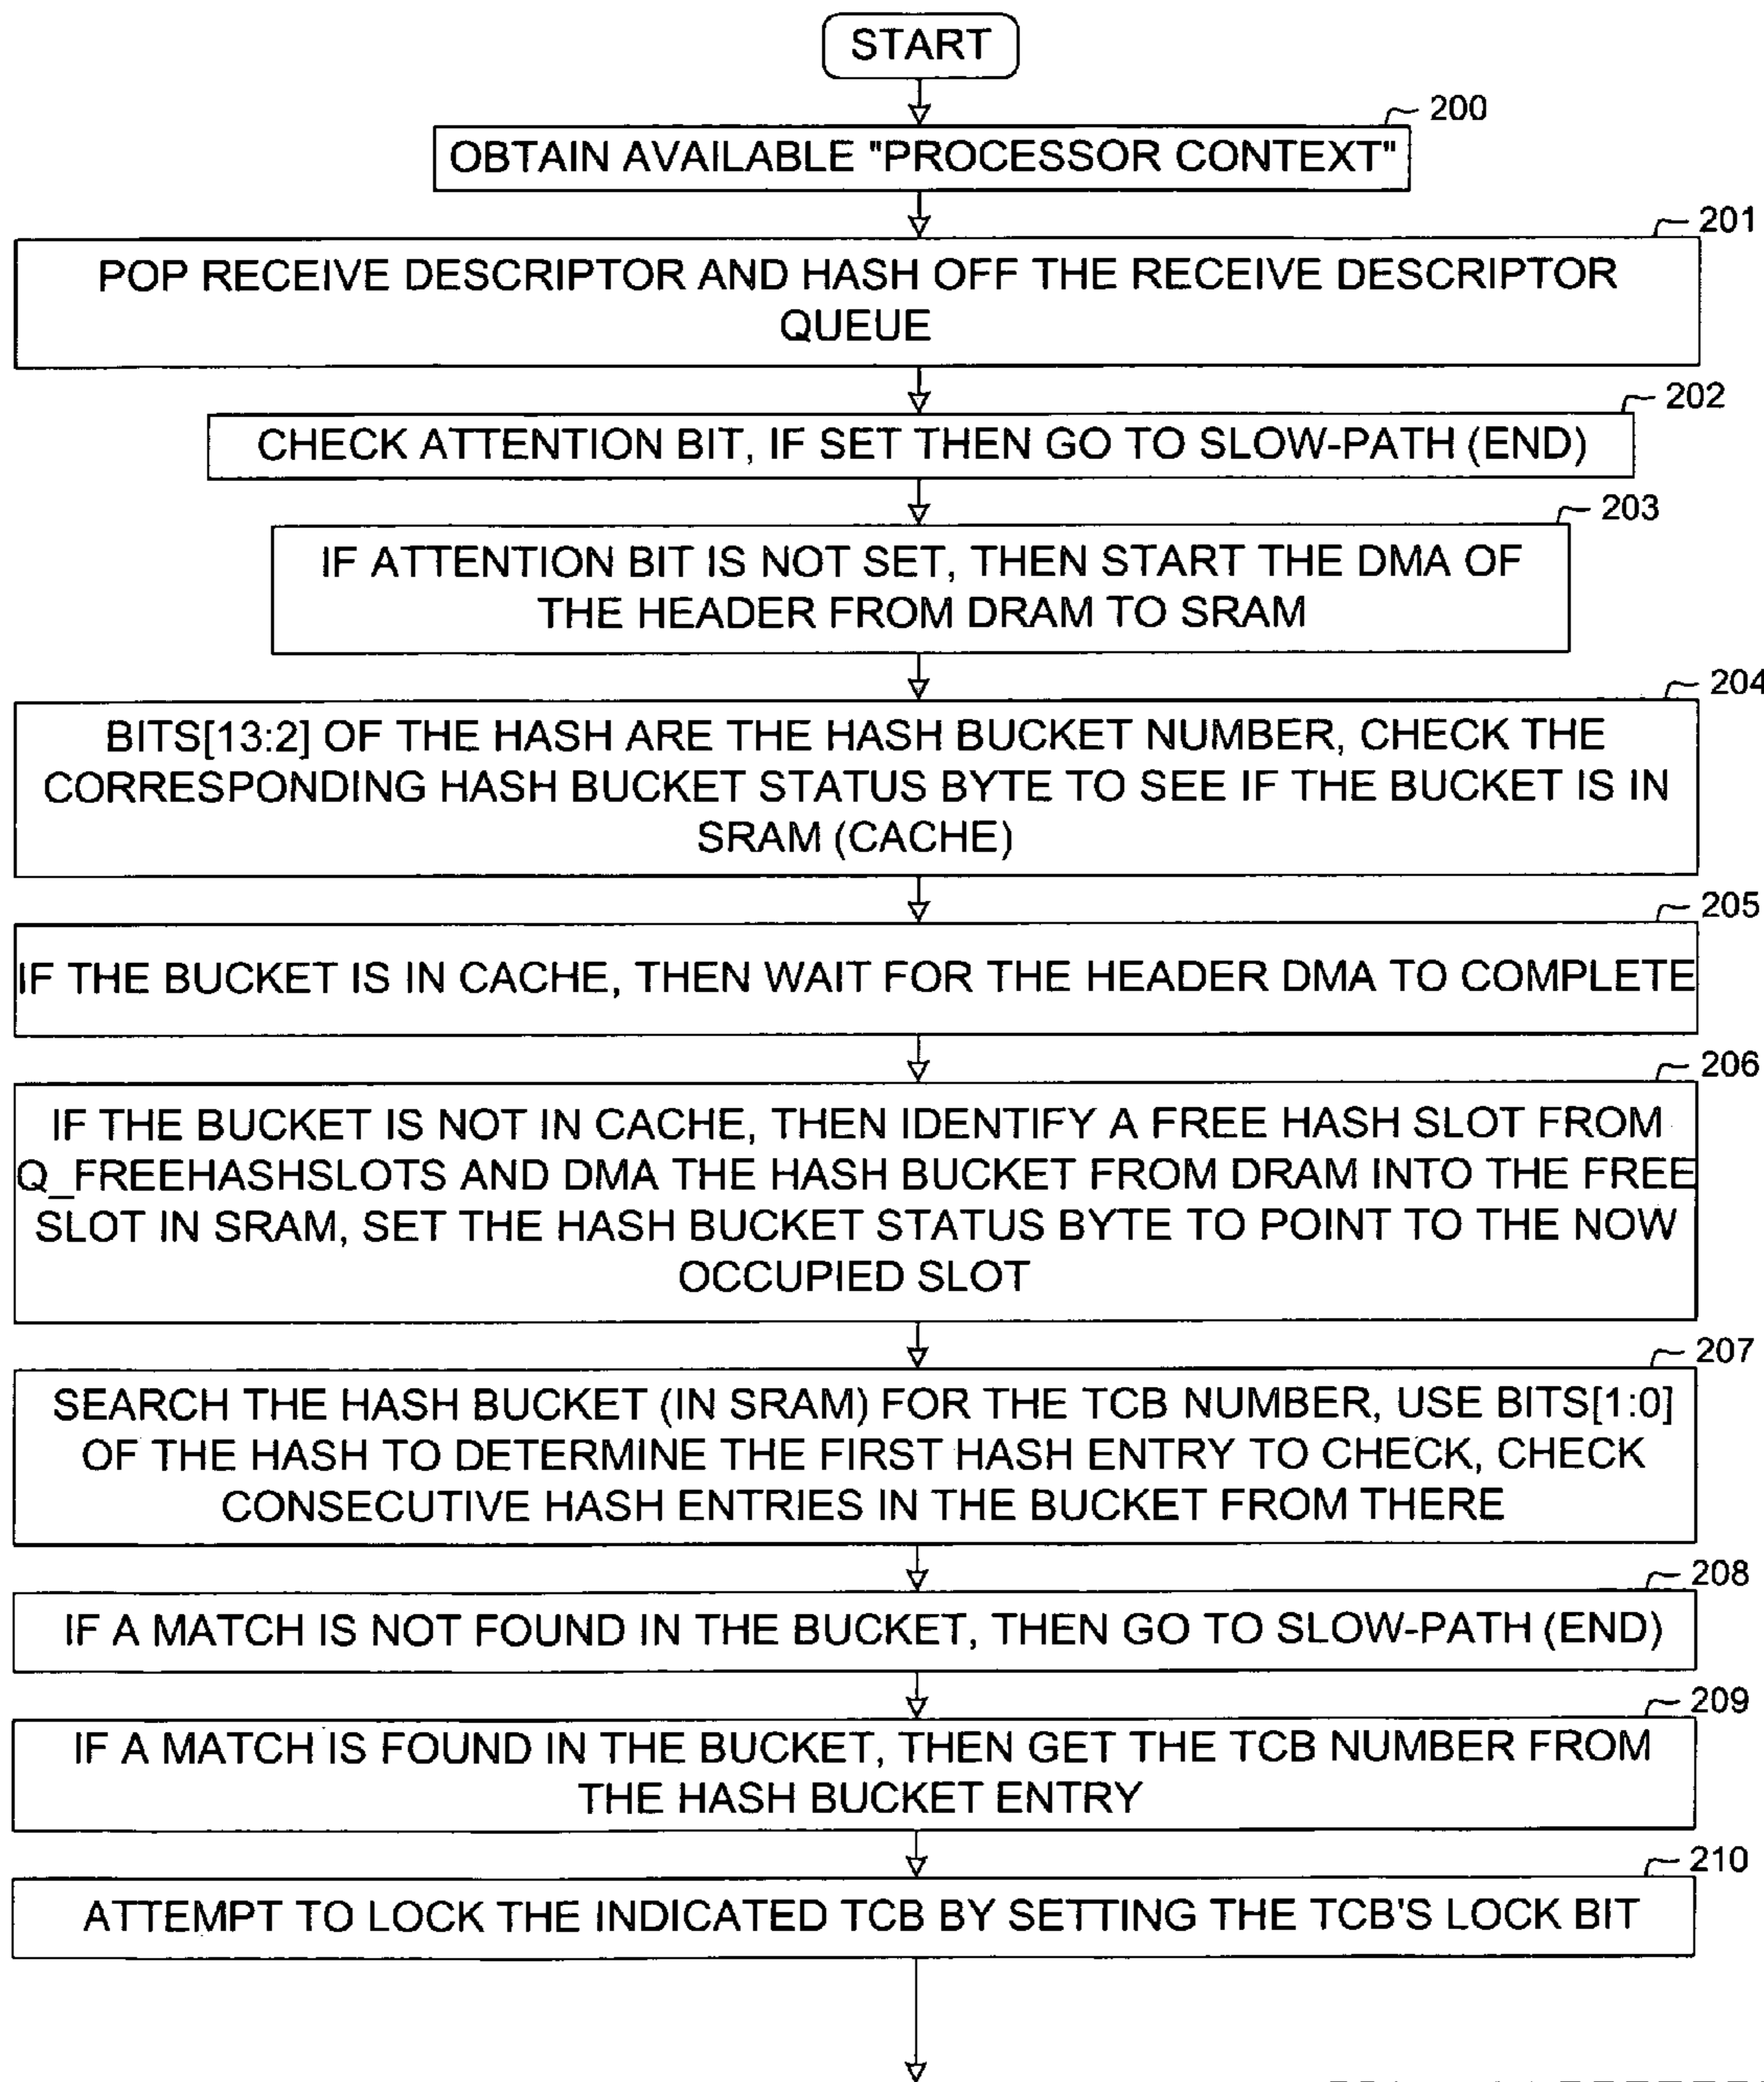 START
200
OBTAIN AVAILABLE "PROCESSOR CONTEXT"
201
POP RECEIVE DESCRIPTOR AND HASH OFF THE RECEIVE DESCRIPTOR
QUEUE
202
CHECK ATTENTION BIT, IF SET THEN GO TO SLOW-PATH (END)
203
IF ATTENTION BIT IS NOT SET, THEN START THE DMA OF
THE HEADER FROM DRAM TO SRAM
204
BITS[13:2] OF THE HASH ARE THE HASH BUCKET NUMBER, CHECK THE
CORRESPONDING HASH BUCKET STATUS BYTE TO SEE IF THE BUCKET IS IN
SRAM (CACHE)
205
IF THE BUCKET IS IN CACHE, THEN WAIT FOR THE HEADER DMA TO COMPLETE
206
IF THE BUCKET IS NOT IN CACHE, THEN IDENTIFY A FREE HASH SLOT FROM
Q_FREEHASHSLOTS AND DMA THE HASH BUCKET FROM DRAM INTO THE FREE
SLOT IN SRAM, SET THE HASH BUCKET STATUS BYTE TO POINT TO THE NOW
OCCUPIED SLOT
207
SEARCH THE HASH BUCKET (IN SRAM) FOR THE TCB NUMBER, USE BITS[1:0]
OF THE HASH TO DETERMINE THE FIRST HASH ENTRY TO CHECK, CHECK
CONSECUTIVE HASH ENTRIES IN THE BUCKET FROM THERE
208
IF A MATCH IS NOT FOUND IN THE BUCKET, THEN GO TO SLOW-PATH (END)
209
IF A MATCH IS FOUND IN THE BUCKET, THEN GET THE TCB NUMBER FROM
THE HASH BUCKET ENTRY
210
ATTEMPT TO LOCK THE INDICATED TCB BY SETTING THE TCB'S LOCK BIT